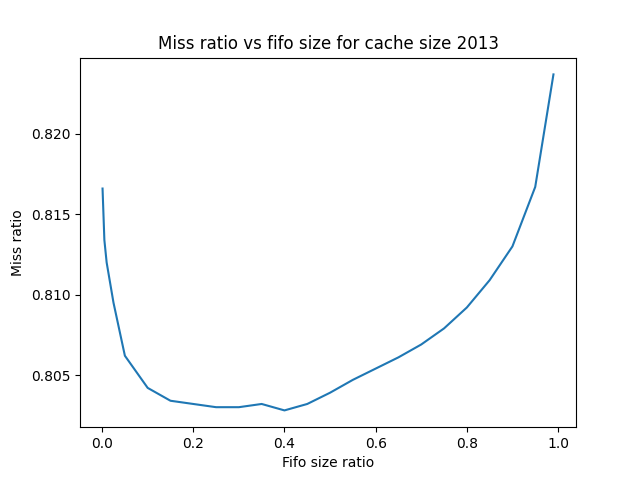 Miss ratio vs fifo size for cache size 2013
0.820
0.815
0.810
0.805
Miss ratio
0.0 0.2 0.4 0.6 0.8 1.0
Fifo size ratio